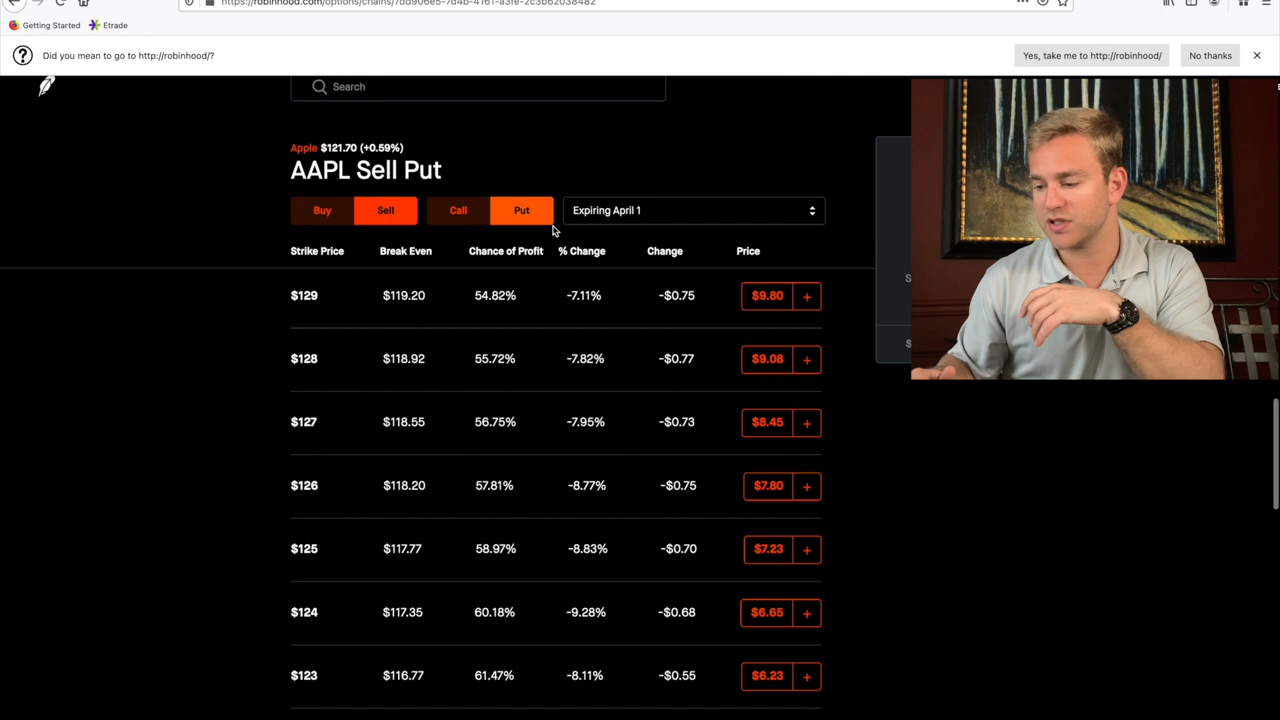 https://robinhood.com/options/chains/7dd906e5-7d4b-4161-a3fe-2c3b62038482
Getting Started Etrade
Did you mean to go to http://robinhood/? Yes, take me to http://robinhood/ No thanks
Search
Apple $121.70 (+0.59%)
AAPL Sell Put
Buy Sell Call Put Expiring April 1
Strike Price Break Even Chance of Profit % Change Change Price
$129 $119.20 54.82% -7.11% -$0.75 $9.80 +
$128 $118.92 55.72% -7.82% -$0.77 $9.08 +
$127 $118.55 56.75% -7.95% -$0.73 $8.45 +
$126 $118.20 57.81% -8.77% -$0.75 $7.80 +
$125 $117.77 58.97% -8.83% -$0.70 $7.23 +
$124 $117.35 60.18% -9.28% -$0.68 $6.65 +
$123 $116.77 61.47% -8.11% -$0.55 $6.23 +